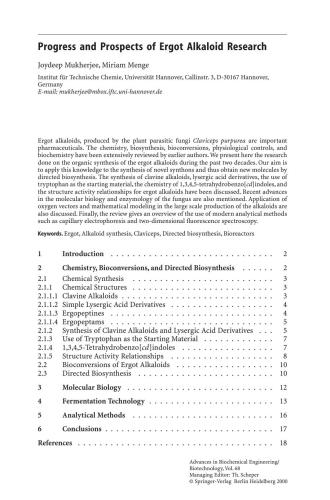 Progress and Prospects of Ergot Alkaloid Research
Joydeep Mukherjee, Miriam Menge
Institut für Technische Chemie, Universität Hannover, Callinstr. 3, D-30167 Hannover,
Germany
E-mail: mukherjee@mbox.iftc.uni-hannover.de
Ergot alkaloids, produced by the plant parasitic fungi Claviceps purpurea are important
pharmaceuticals. The chemistry, biosynthesis, bioconversions, physiological controls, and
biochemistry have been extensively reviewed by earlier authors. We present here the research
done on the organic synthesis of the ergot alkaloids during the past two decades. Our aim is
to apply this knowledge to the synthesis of novel synthons and thus obtain new molecules by
directed biosynthesis. The synthesis of clavine alkaloids, lysergic acid derivatives, the use of
tryptophan as the starting material, the chemistry of 1,3,4,5-tetrahydrobenzo[cd]indoles, and
the structure activity relationships for ergot alkaloids have been discussed. Recent advances
in the molecular biology and enzymology of the fungus are also mentioned. Application of
oxygen vectors and mathematical modeling in the large scale production of the alkaloids are
also discussed. Finally, the review gives an overview of the use of modern analytical methods
such as capillary electrophoresis and two-dimensional fluorescence spectroscopy.
Keywords. Ergot, Alkaloid synthesis, Claviceps, Directed biosynthesis, Bioreactors
1 Introduction . . . . . . . . . . . . . . . . . . . . . . . . . . . . 2
2 Chemistry, Bioconversions, and Directed Biosynthesis . . . . . . 2
2.1 Chemical Synthesis . . . . . . . . . . . . . . . . . . . . . . . . 3
2.1.1 Chemical Structures . . . . . . . . . . . . . . . . . . . . . . . 3
2.1.1.1 Clavine Alkaloids . . . . . . . . . . . . . . . . . . . . . . . . 3
2.1.1.2 Simple Lysergic Acid Derivatives . . . . . . . . . . . . . . . . 4
2.1.1.3 Ergopeptines . . . . . . . . . . . . . . . . . . . . . . . . . . . 4
2.1.1.4 Ergopeptams . . . . . . . . . . . . . . . . . . . . . . . . . . . 5
2.1.2 Synthesis of Clavine Alkaloids and Lysergic Acid Derivatives . . . 5
2.1.3 Use of Tryptophan as the Starting Material . . . . . . . . . . . 7
2.1.4 1,3,4,5-Tetrahydrobenzo[cd]indoles . . . . . . . . . . . . . . . 7
2.1.5 Structure Activity Relationships . . . . . . . . . . . . . . . . . 8
2.2 Bioconversions of Ergot Alkaloids . . . . . . . . . . . . . . . . 10
2.3 Directed Biosynthesis . . . . . . . . . . . . . . . . . . . . . . . 10
3 Molecular Biology . . . . . . . . . . . . . . . . . . . . . . . . . 12
4 Fermentation Technology . . . . . . . . . . . . . . . . . . . . . 13
5 Analytical Methods . . . . . . . . . . . . . . . . . . . . . . . . 16
6 Conclusions . . . . . . . . . . . . . . . . . . . . . . . . . . . . 17
References . . . . . . . . . . . . . . . . . . . . . . . . . . . . . . 18
Advances in Biochemical Engineering/
Biotechnology, Vol. 68
Managing Editor: Th. Scheper
© Springer-Verlag Berlin Heidelberg 2000